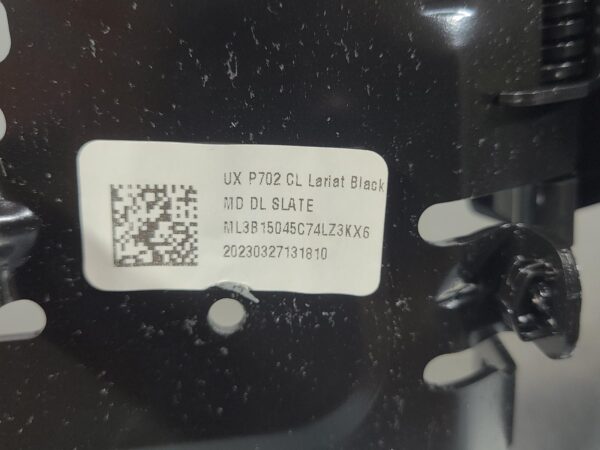 UX P702 CL Lariat Black
MD DL SLATE
ML3B15045C74LZ3KX6
20230327131810